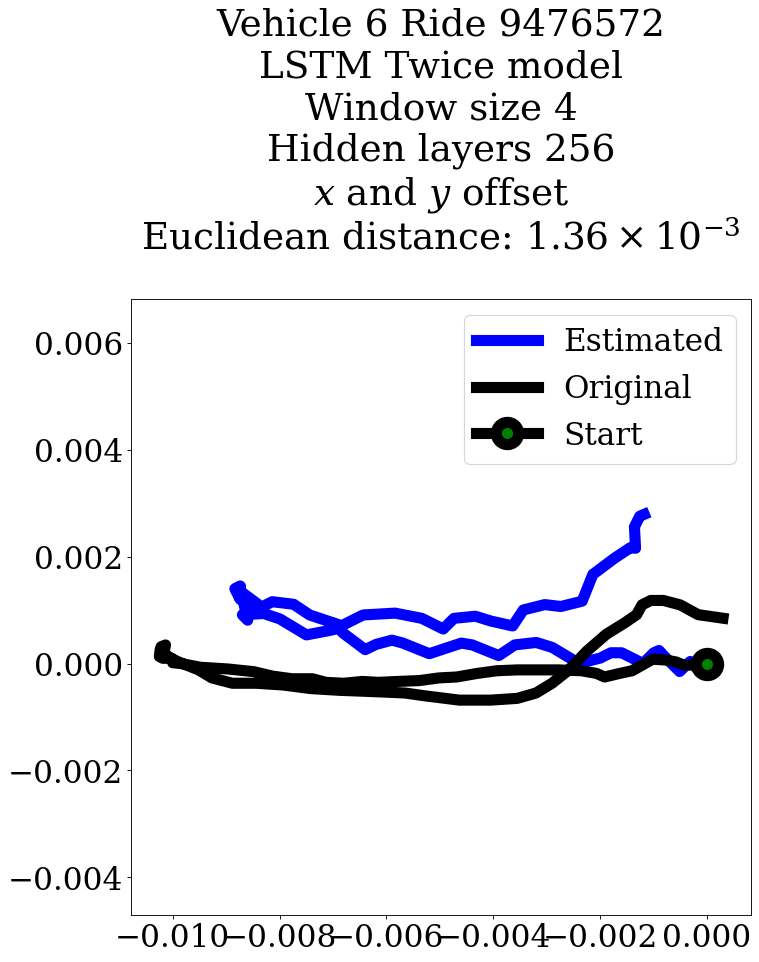 Vehicle 6 Ride 9476572
LSTM Twice model
Window size 4
Hidden layers 256
x and y offset
Euclidean distance: 1.36 × 10⁻³
Estimated
Original
Start
0.006
0.004
0.002
0.000
−0.002
−0.004
−0.010 −0.008 −0.006 −0.004 −0.002 0.000